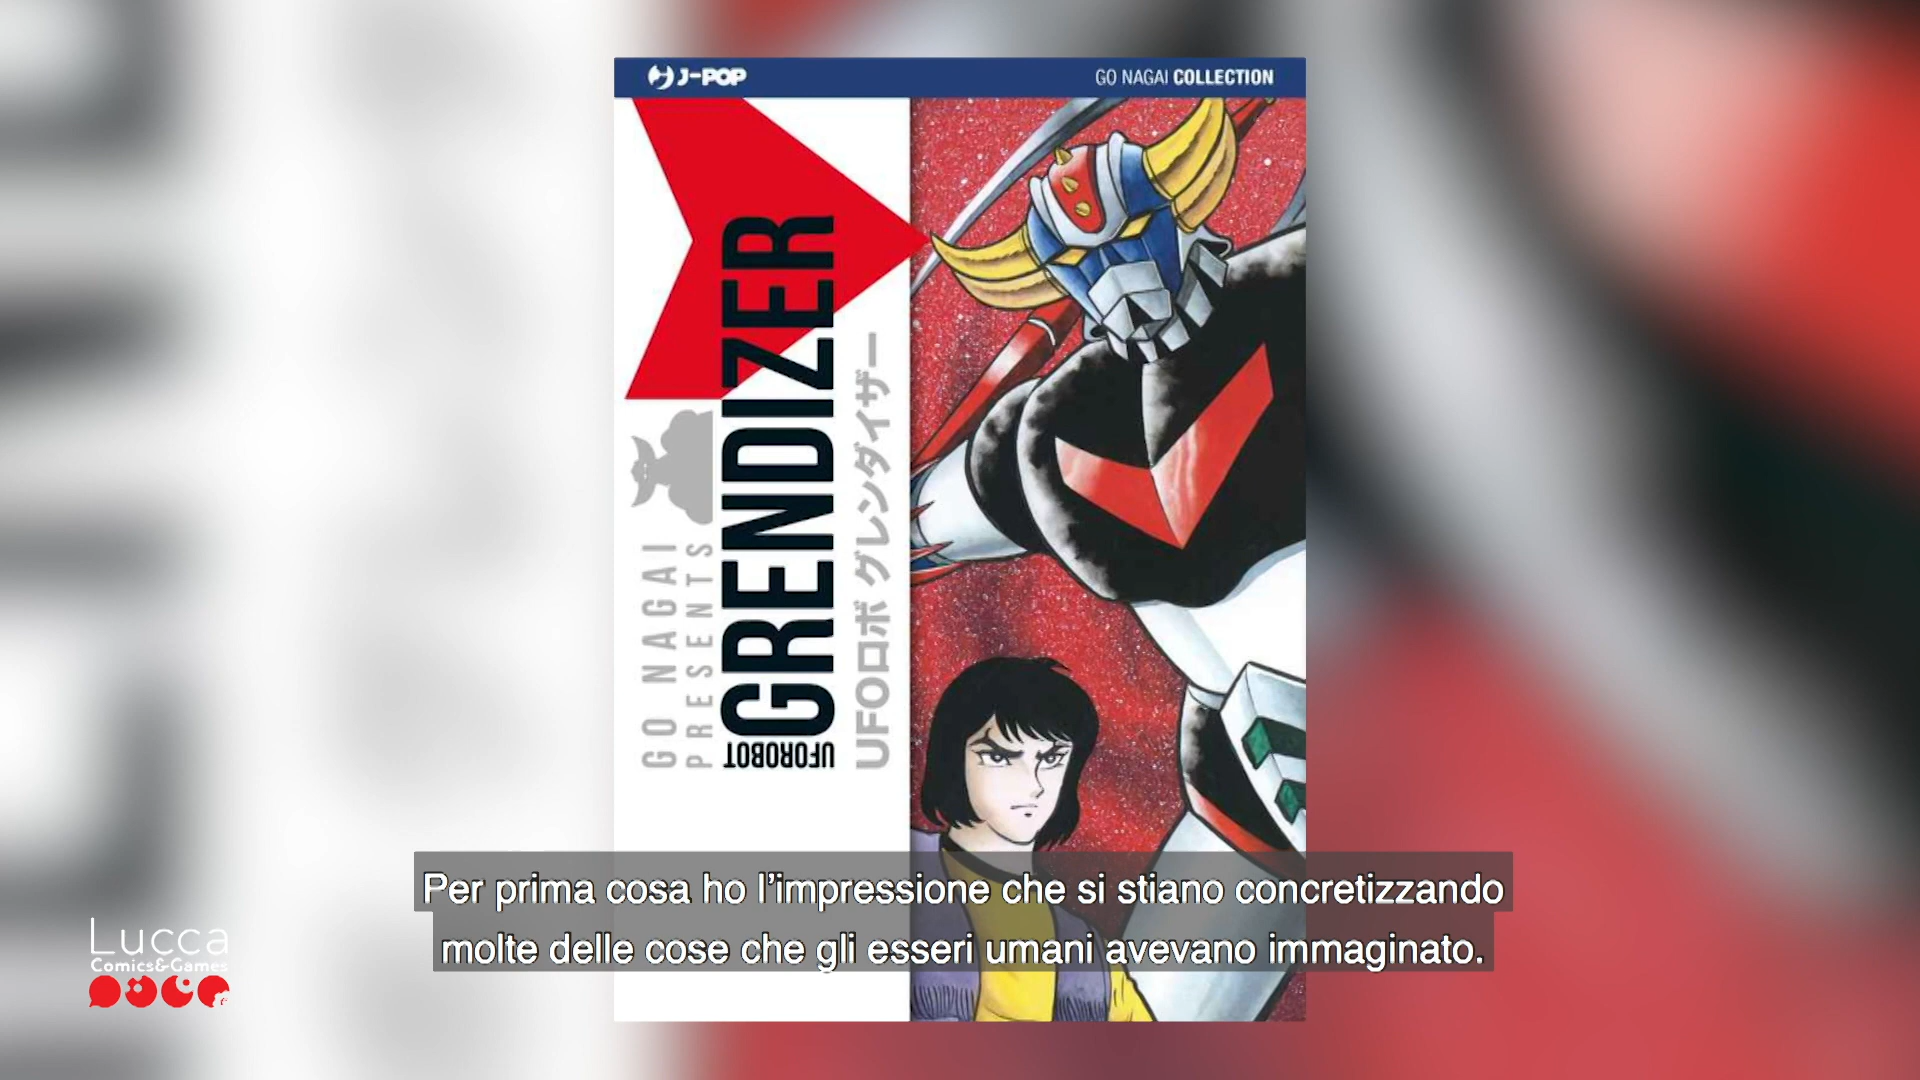 J-POP
GO NAGAI COLLECTION
GO NAGAI
PRESENTS
UFOROBOT
GRENDIZER
UFOロボ グレンダイザー
Per prima cosa ho l’impressione che si stiano concretizzando
molte delle cose che gli esseri umani avevano immaginato.
Lucca
Comics&Games